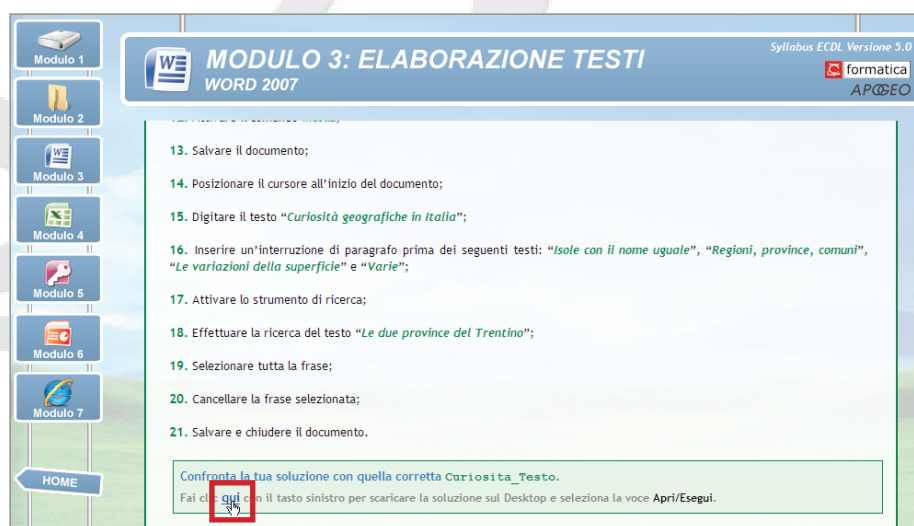 Modulo 1
Modulo 2
Modulo 3
Modulo 4
Modulo 5
Modulo 6
Modulo 7
HOME
MODULO 3: ELABORAZIONE TESTI
WORD 2007
Syllabus ECDL Versione 5.0
formatica
APOGEO
13. Salvare il documento;
14. Posizionare il cursore all'inizio del documento;
15. Digitare il testo “Curiosità geografiche in Italia”;
16. Inserire un'interruzione di paragrafo prima dei seguenti testi: “Isole con il nome uguale”, “Regioni, province, comuni”,
“Le variazioni della superficie” e “Varie”;
17. Attivare lo strumento di ricerca;
18. Effettuare la ricerca del testo “Le due province del Trentino”;
19. Selezionare tutta la frase;
20. Cancellare la frase selezionata;
21. Salvare e chiudere il documento.
Confronta la tua soluzione con quella corretta Curiosita_Testo.
Fai clic qui con il tasto sinistro per scaricare la soluzione sul Desktop e seleziona la voce Apri/Esegui.